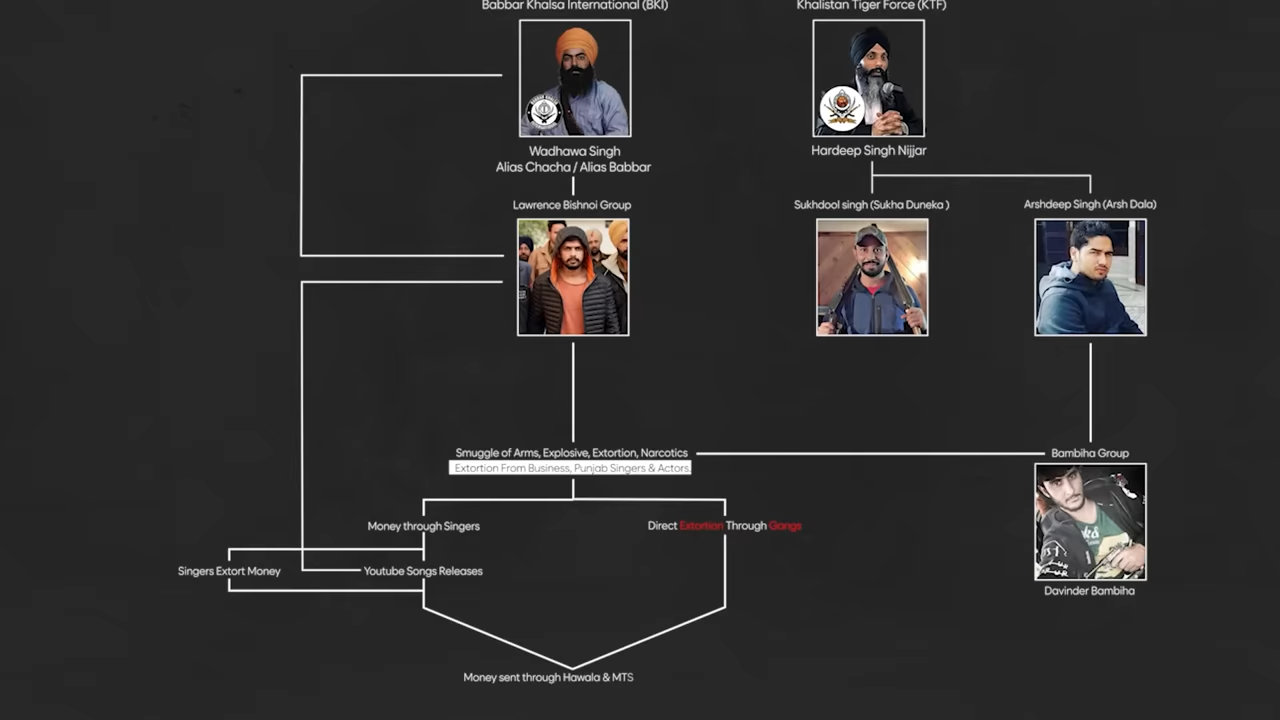 Babbar Khalsa International (BKI)
Khalistan Tiger Force (KTF)
Wadhawa Singh
Alias Chacha / Alias Babbar
Hardeep Singh Nijjar
Lawrence Bishnoi Group
Sukhdool singh (Sukha Duneka )
Arshdeep Singh (Arsh Dala)
Smuggle of Arms, Explosive, Extortion, Narcotics
Extortion From Business, Punjab Singers & Actors.
Bambiha Group
Money through Singers
Direct Extortion Through Gangs
Singers Extort Money
Youtube Songs Releases
Davinder Bambiha
Money sent through Hawala & MTS